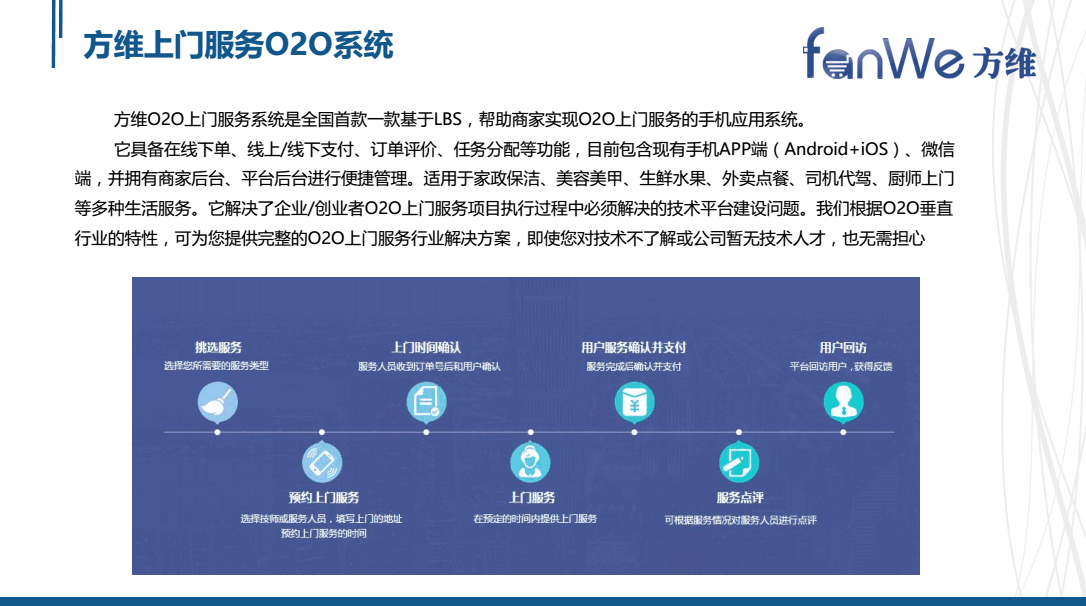 方维上门服务O2O系统
fanWe 方维
方维O2O上门服务系统是全国首款一款基于LBS，帮助商家实现O2O上门服务的手机应用系统。
它具备在线下单、线上/线下支付、订单评价、任务分配等功能，目前包含现有手机APP端（Android+iOS）、微信
端，并拥有商家后台、平台后台进行便捷管理。适用于家政保洁、美容美甲、生鲜水果、外卖点餐、司机代驾、厨师上门
等多种生活服务。它解决了企业/创业者O2O上门服务项目执行过程中必须解决的技术平台建设问题。我们根据O2O垂直
行业的特性，可为您提供完整的O2O上门服务行业解决方案，即使您对技术不了解或公司暂无技术人才，也无需担心
挑选服务
选择您所需要的服务类型
上门时间确认
服务人员收到订单号后和用户确认
用户服务确认并支付
服务完成后确认并支付
用户回访
平台回访用户，获得反馈
预约上门服务
选择技师或服务人员，填写上门的地址
预约上门服务的时间
上门服务
在预定的时间内提供上门服务
服务点评
可根据服务情况对服务人员进行点评